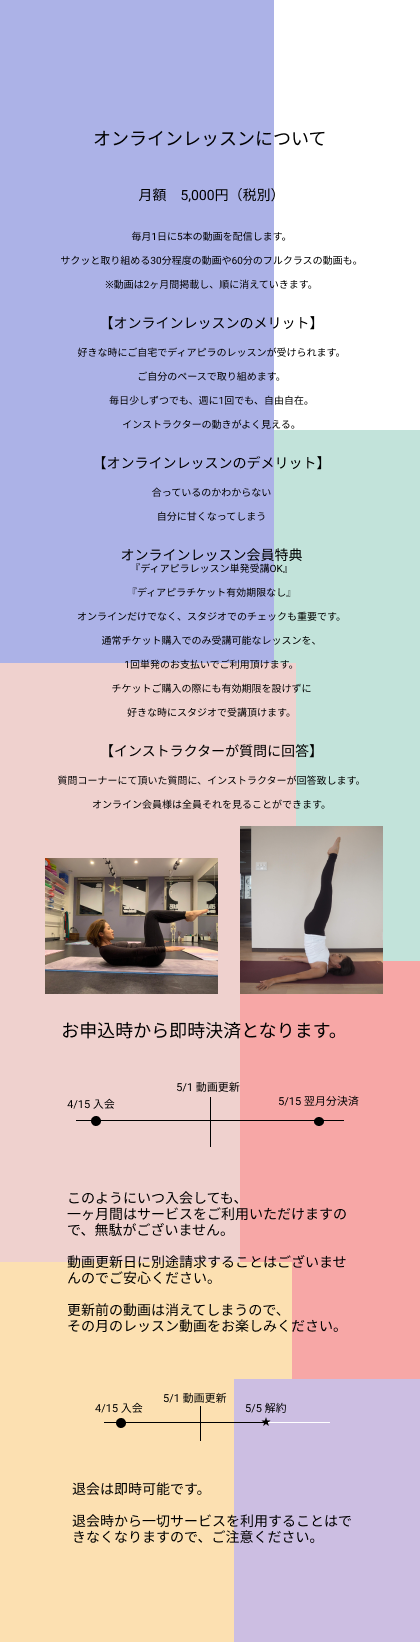 オンラインレッスンについて
月額　5,000円（税別）
毎月1日に5本の動画を配信します。
サクッと取り組める30分程度の動画や60分のフルクラスの動画も。
※動画は2ヶ月間掲載し、順に消えていきます。
【オンラインレッスンのメリット】
好きな時にご自宅でディアピラのレッスンが受けられます。
ご自分のペースで取り組めます。
毎日少しずつでも、週に1回でも、自由自在。
インストラクターの動きがよく見える。
【オンラインレッスンのデメリット】
合っているのかわからない
自分に甘くなってしまう
オンラインレッスン会員特典
『ディアピラレッスン単発受講OK』
『ディアピラチケット有効期限なし』
オンラインだけでなく、スタジオでのチェックも重要です。
通常チケット購入でのみ受講可能なレッスンを、
1回単発のお支払いでご利用頂けます。
チケットご購入の際にも有効期限を設けずに
好きな時にスタジオで受講頂けます。
【インストラクターが質問に回答】
質問コーナーにて頂いた質問に、インストラクターが回答致します。
オンライン会員様は全員それを見ることができます。
お申込時から即時決済となります。
5/1 動画更新
4/15 入会
5/15 翌月分決済
このようにいつ入会しても、
一ヶ月間はサービスをご利用いただけますの
で、無駄がございません。
動画更新日に別途請求することはございませ
んのでご安心ください。
更新前の動画は消えてしまうので、
その月のレッスン動画をお楽しみください。
5/1 動画更新
4/15 入会
5/5 解約
退会は即時可能です。
退会時から一切サービスを利用することはで
きなくなりますので、ご注意ください。